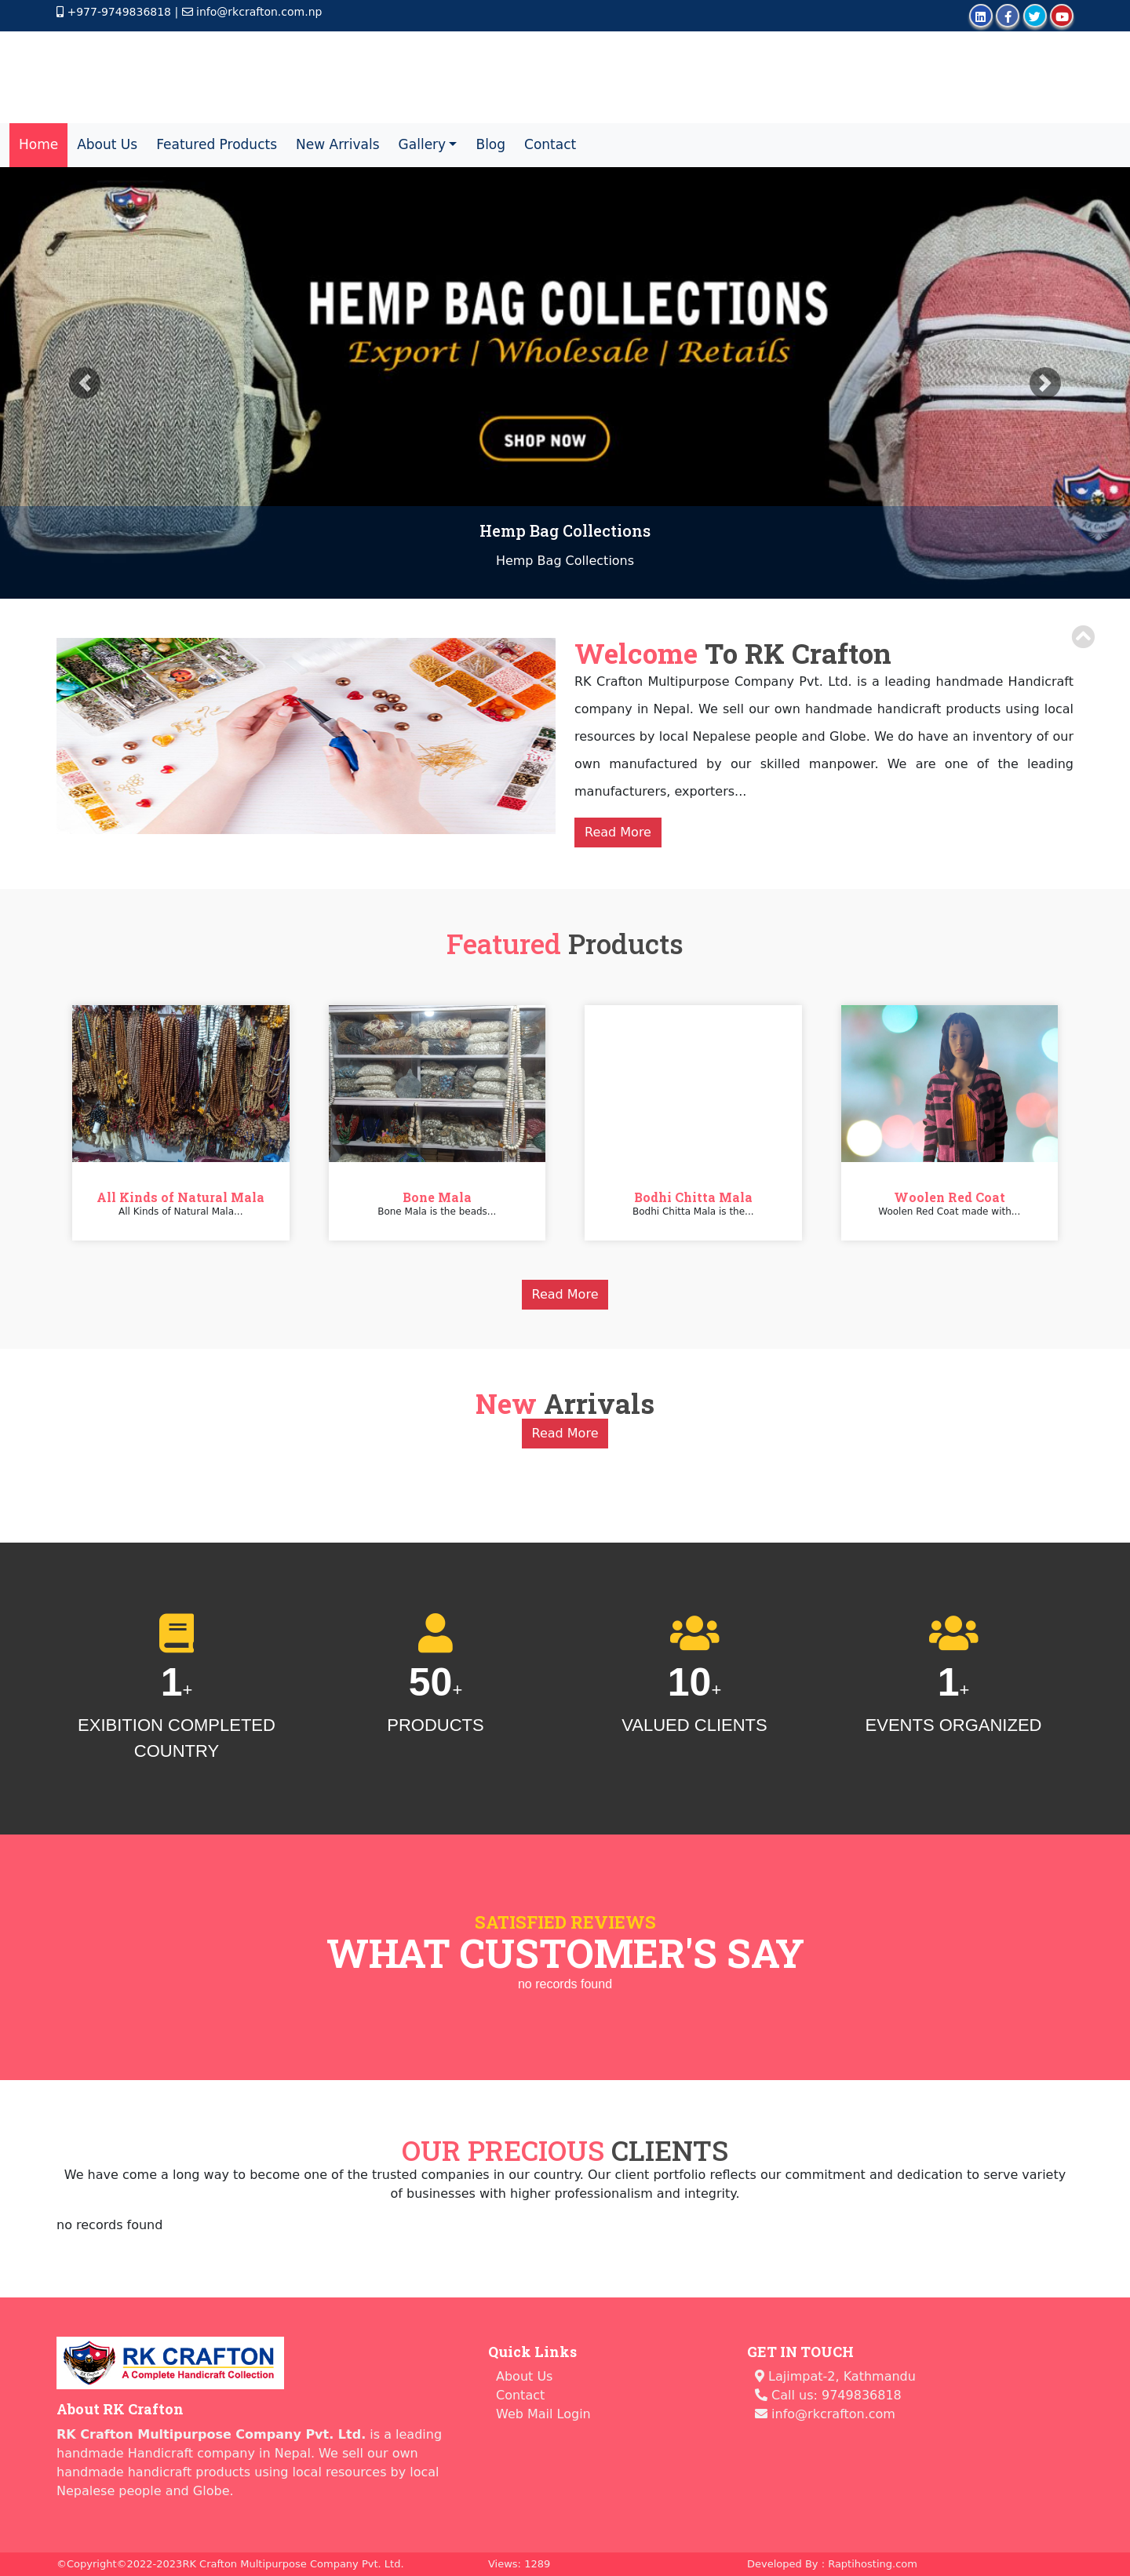 +977-9749836818 | info@rkcrafton.com.np
Home About Us Featured Products New Arrivals Gallery Blog Contact
HEMP BAG COLLECTIONS
Export | Wholesale | Retails
SHOP NOW
RK Crafton
Hemp Bag Collections
Hemp Bag Collections
Welcome To RK Crafton
RK Crafton Multipurpose Company Pvt. Ltd. is a leading handmade Handicraft
company in Nepal. We sell our own handmade handicraft products using local
resources by local Nepalese people and Globe. We do have an inventory of our
own manufactured by our skilled manpower. We are one of the leading
manufacturers, exporters...
Read More
Featured Products
All Kinds of Natural Mala
All Kinds of Natural Mala...
Bone Mala
Bone Mala is the beads...
Bodhi Chitta Mala
Bodhi Chitta Mala is the...
Woolen Red Coat
Woolen Red Coat made with...
Read More
New Arrivals
Read More
1+
EXIBITION COMPLETED
COUNTRY
50+
PRODUCTS
10+
VALUED CLIENTS
1+
EVENTS ORGANIZED
SATISFIED REVIEWS
WHAT CUSTOMER'S SAY
no records found
OUR PRECIOUS CLIENTS
We have come a long way to become one of the trusted companies in our country. Our client portfolio reflects our commitment and dedication to serve variety
of businesses with higher professionalism and integrity.
no records found
RK CRAFTON
A Complete Handicraft Collection
About RK Crafton
RK Crafton Multipurpose Company Pvt. Ltd. is a leading
handmade Handicraft company in Nepal. We sell our own
handmade handicraft products using local resources by local
Nepalese people and Globe.
Quick Links
About Us
Contact
Web Mail Login
GET IN TOUCH
Lajimpat-2, Kathmandu
Call us: 9749836818
info@rkcrafton.com
©Copyright©2022-2023RK Crafton Multipurpose Company Pvt. Ltd.
Views: 1289
Developed By : Raptihosting.com